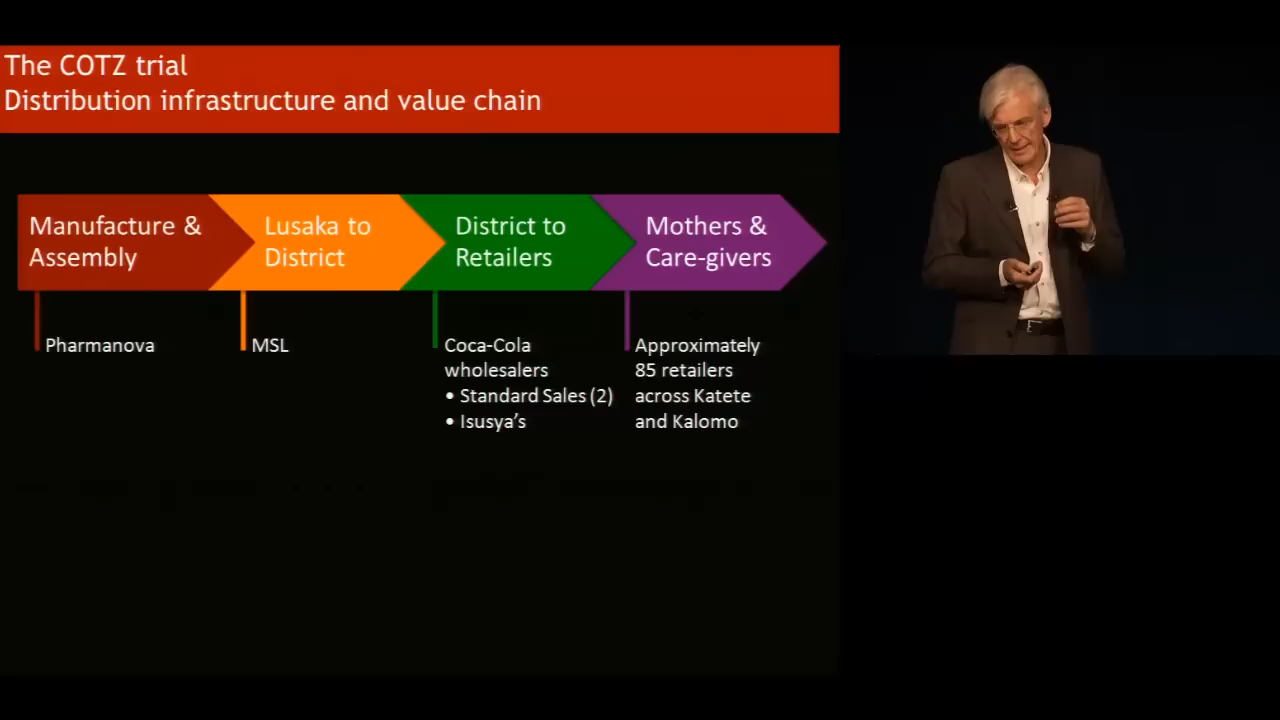 The COTZ trial
Distribution infrastructure and value chain
Manufacture &
Assembly
Lusaka to
District
District to
Retailers
Mothers &
Care-givers
Pharmanova
MSL
Coca-Cola
wholesalers
• Standard Sales (2)
• Isusya’s
Approximately
85 retailers
across Katete
and Kalomo